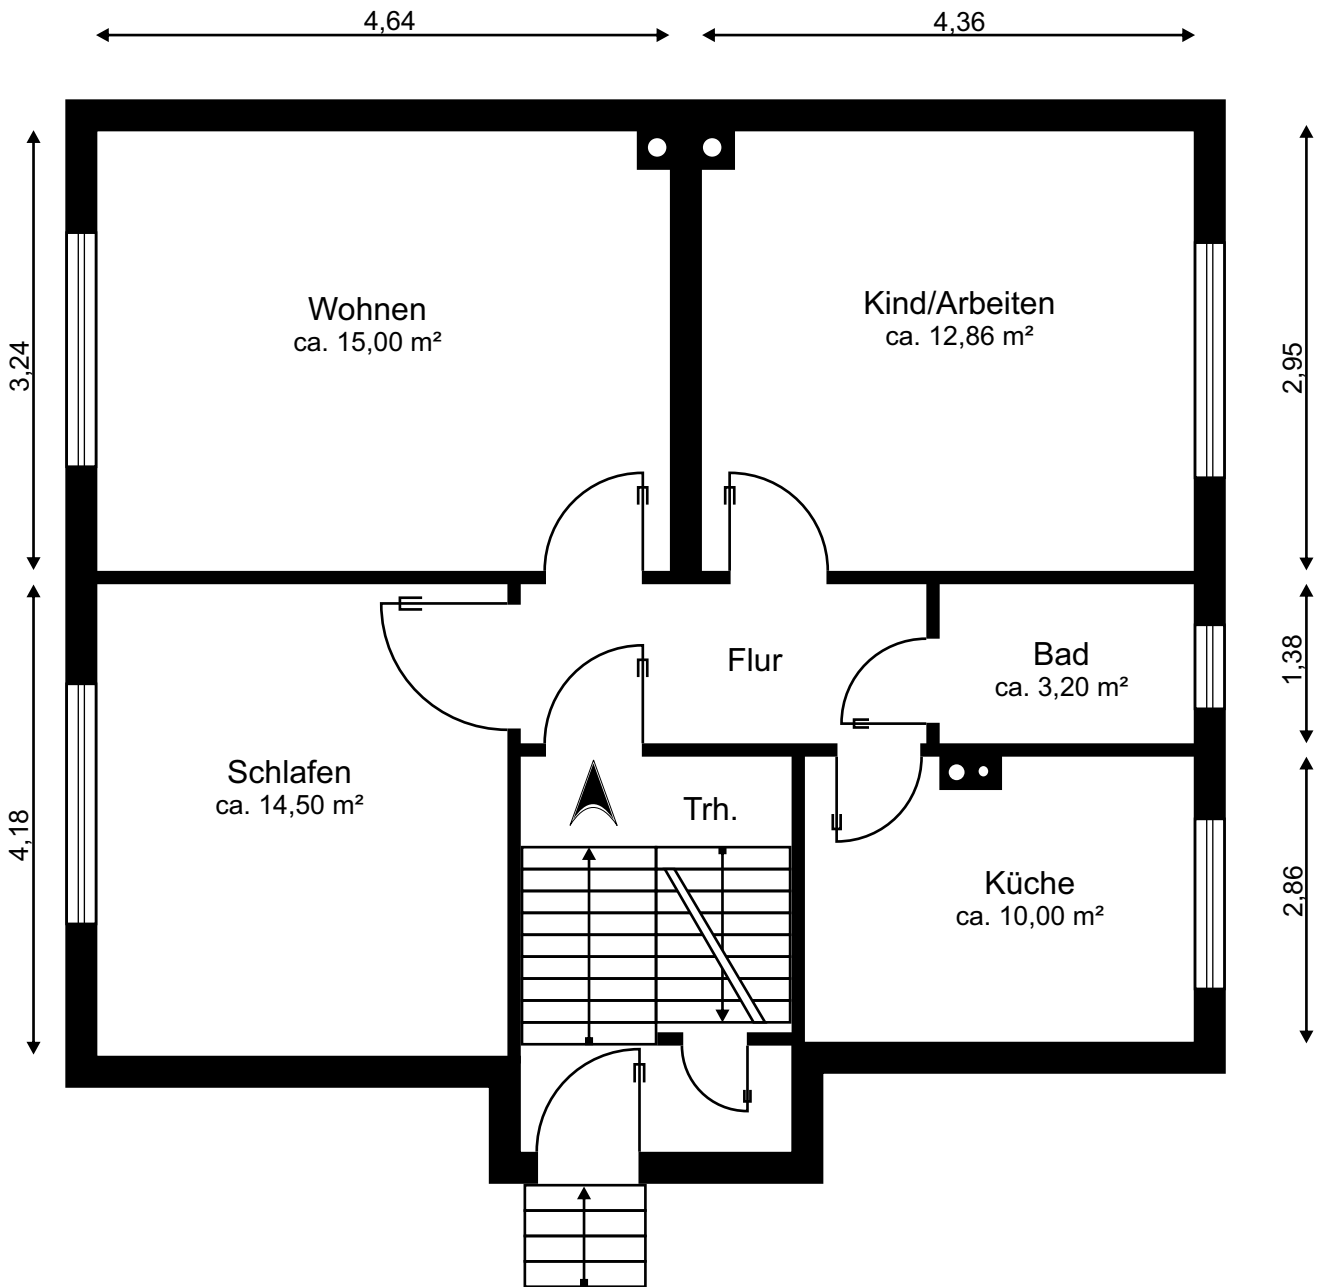 4,64
4,36
Wohnen
ca. 15,00 m²
Kind/Arbeiten
ca. 12,86 m²
3,24
2,95
Flur
Bad
ca. 3,20 m²
1,38
Schlafen
ca. 14,50 m²
Trh.
4,18
Küche
ca. 10,00 m²
2,86